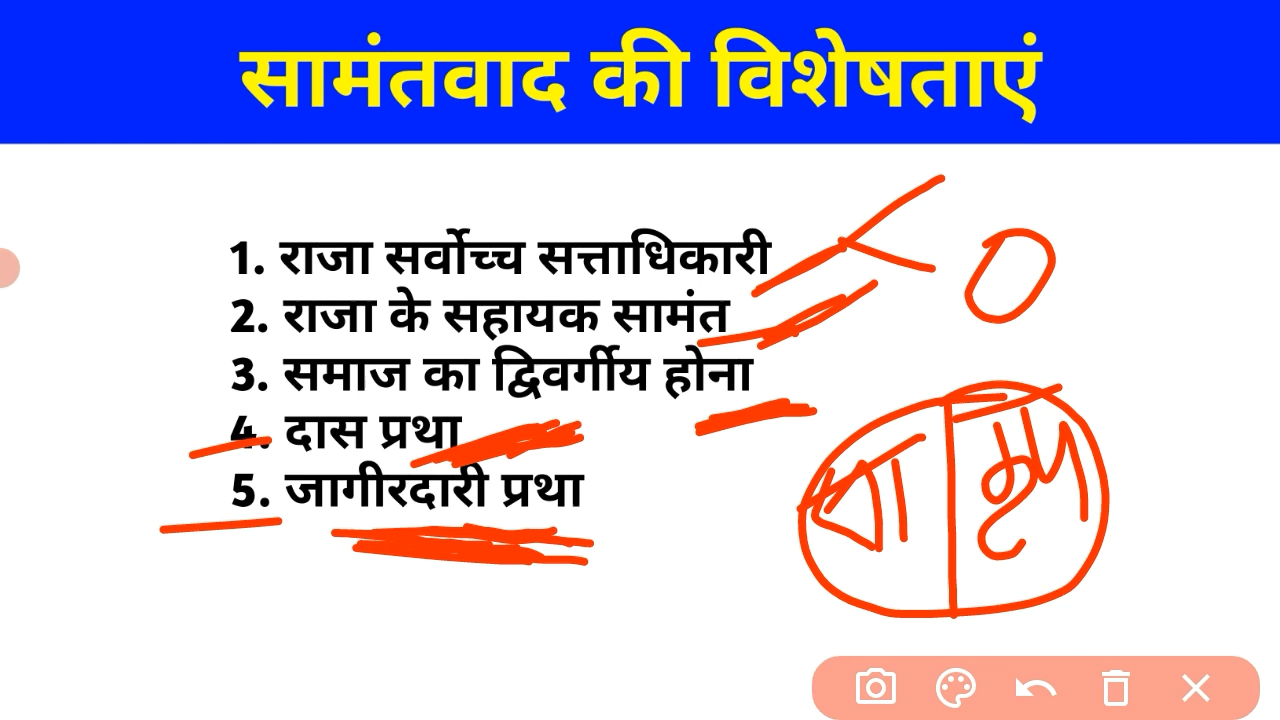 सामंतवाद की विशेषताएं
1. राजा सर्वोच्च सत्ताधिकारी
2. राजा के सहायक सामंत
3. समाज का द्विवर्गीय होना
4. दास प्रथा
5. जागीरदारी प्रथा